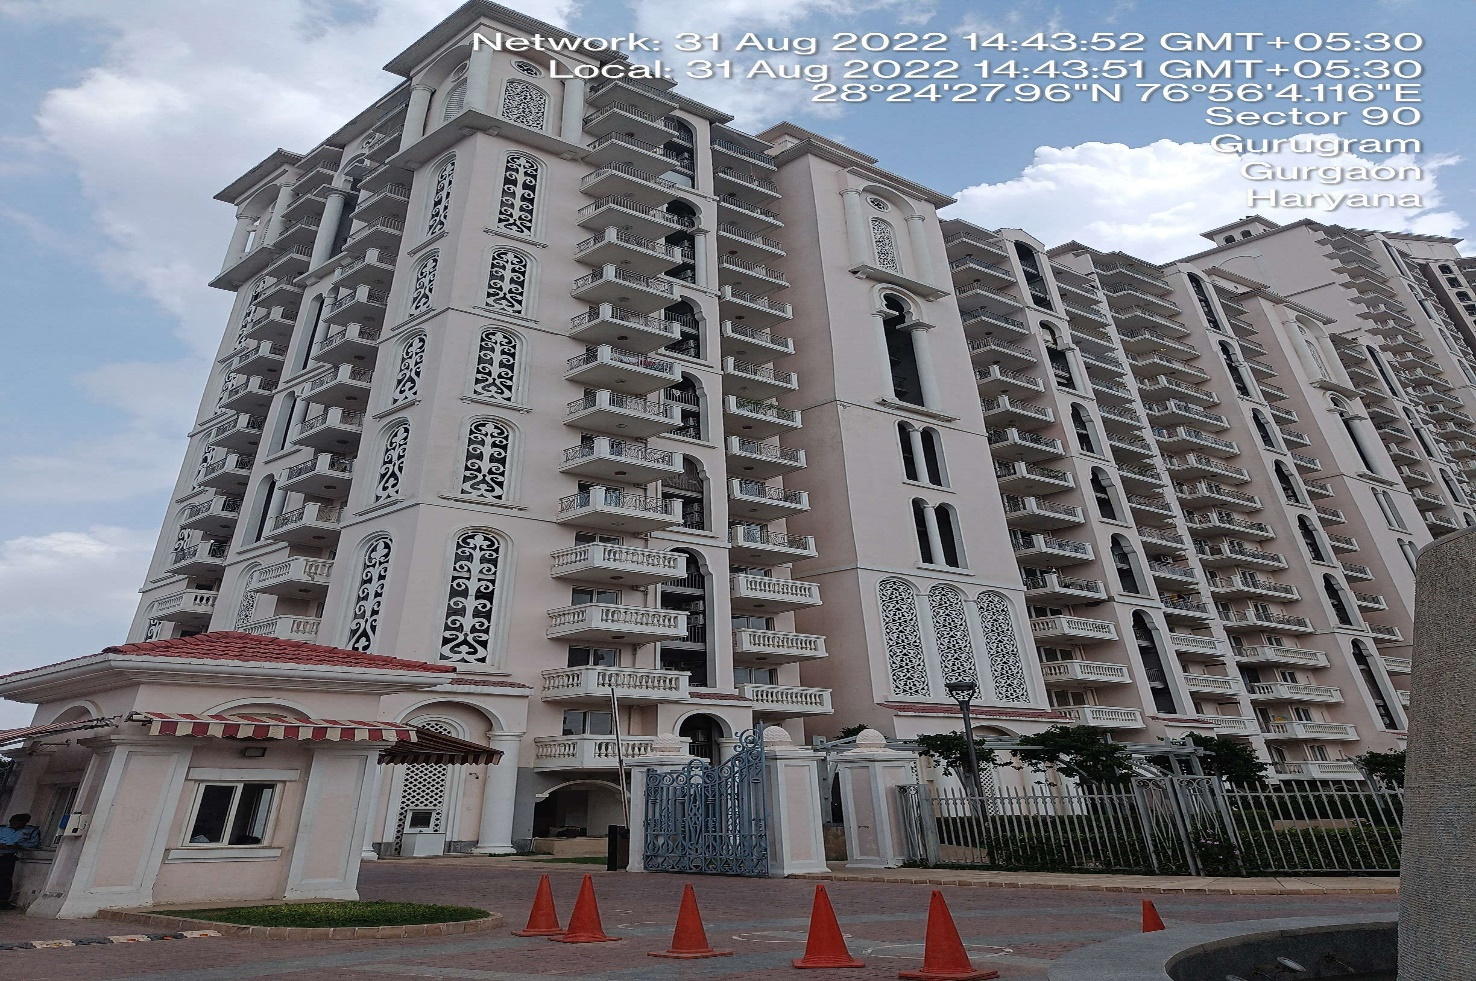 Network: 31 Aug 2022 14:43:52 GMT+05:30
Local: 31 Aug 2022 14:43:51 GMT+05:30
28°24'27.96"N 76°56'4.116"E
Sector 90
Gurugram
Gurgaon
Haryana